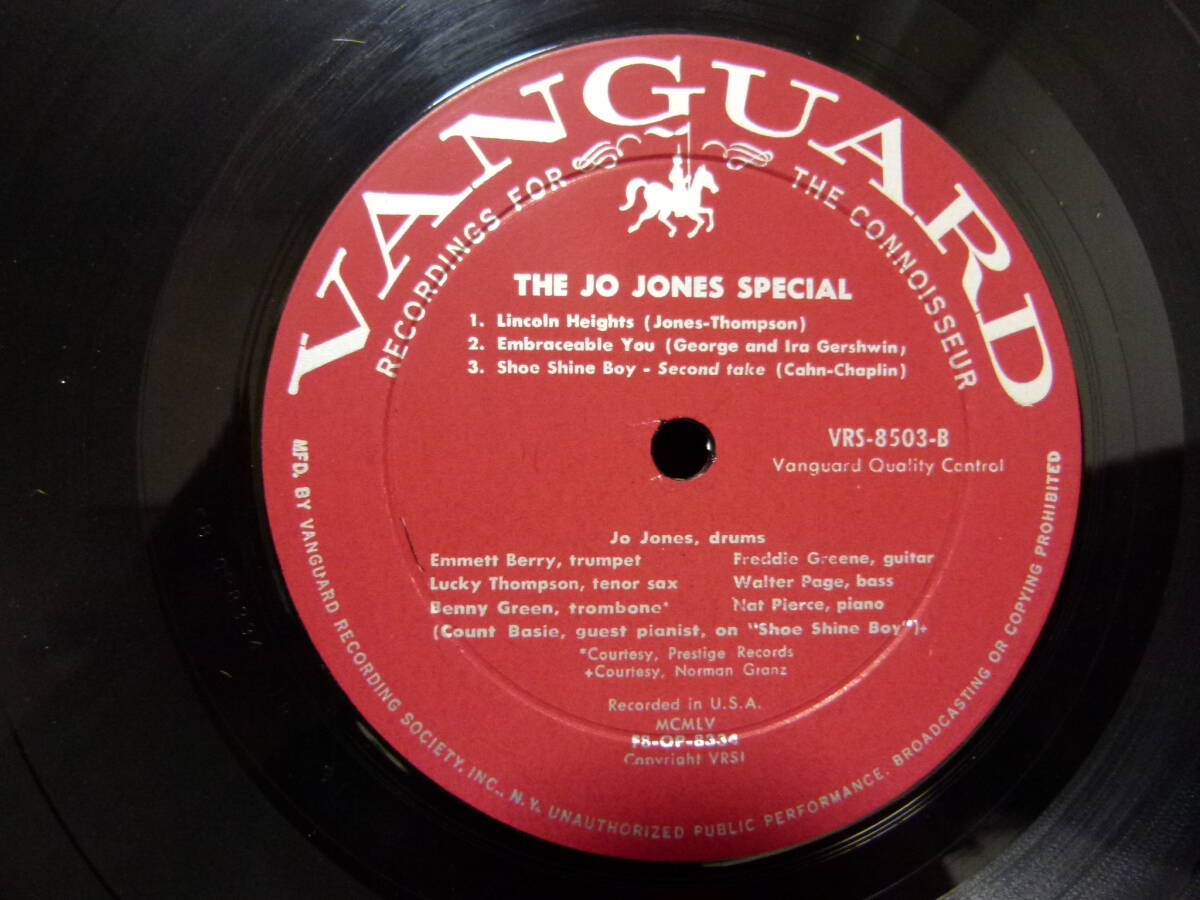 VANGUARD
RECORDINGS FOR THE CONNOISSEUR
THE JO JONES SPECIAL
1. Lincoln Heights (Jones-Thompson)
2. Embraceable You (George and Ira Gershwin,
3. Shoe Shine Boy - Second take (Cahn-Chaplin)
VRS-8503-B
Vanguard Quality Control
Jo Jones, drums
Emmett Berry, trumpet Freddie Greene, guitar
Lucky Thompson, tenor sax Walter Page, bass
Benny Green, trombone* Nat Pierce, piano
(Count Basie, guest pianist, on "Shoe Shine Boy")+
*Courtesy, Prestige Records
+Courtesy, Norman Granz
Recorded in U.S.A.
MCMLV
F8-OP-8334
Copyright VRSI
MFD. BY VANGUARD RECORDING SOCIETY, INC., N.Y. UNAUTHORIZED PUBLIC PERFORMANCE, BROADCASTING OR COPYING PROHIBITED